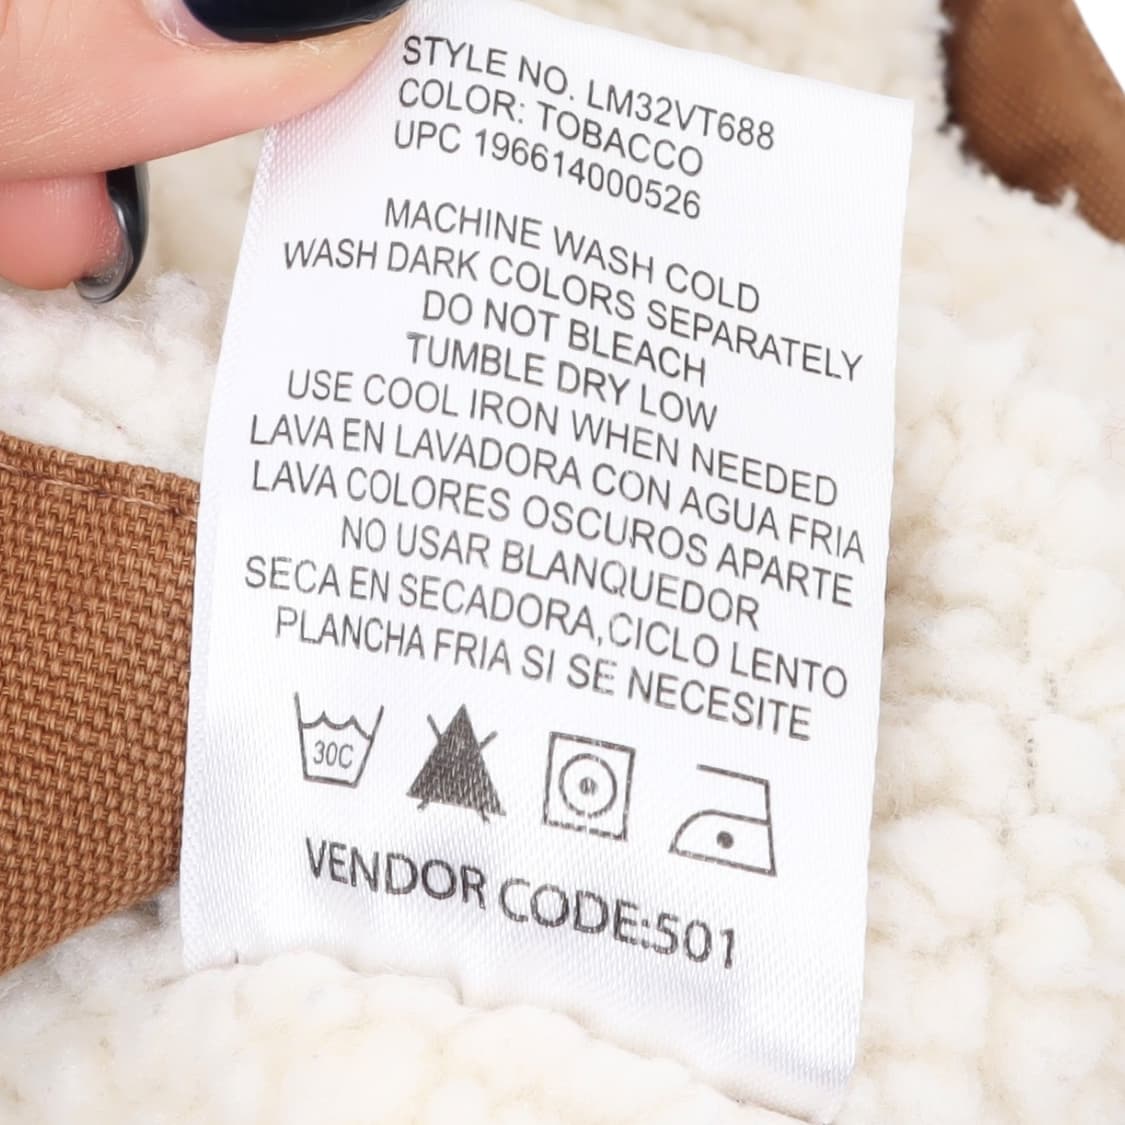 STYLE NO. LM32VT688
COLOR: TOBACCO
UPC 196614000526
MACHINE WASH COLD
WASH DARK COLORS SEPARATELY
DO NOT BLEACH
TUMBLE DRY LOW
USE COOL IRON WHEN NEEDED
LAVA EN LAVADORA CON AGUA FRIA
LAVA COLORES OSCUROS APARTE
NO USAR BLANQUEDOR
SECA EN SECADORA,CICLO LENTO
PLANCHA FRIA SI SE NECESITE
30C
VENDOR CODE:501